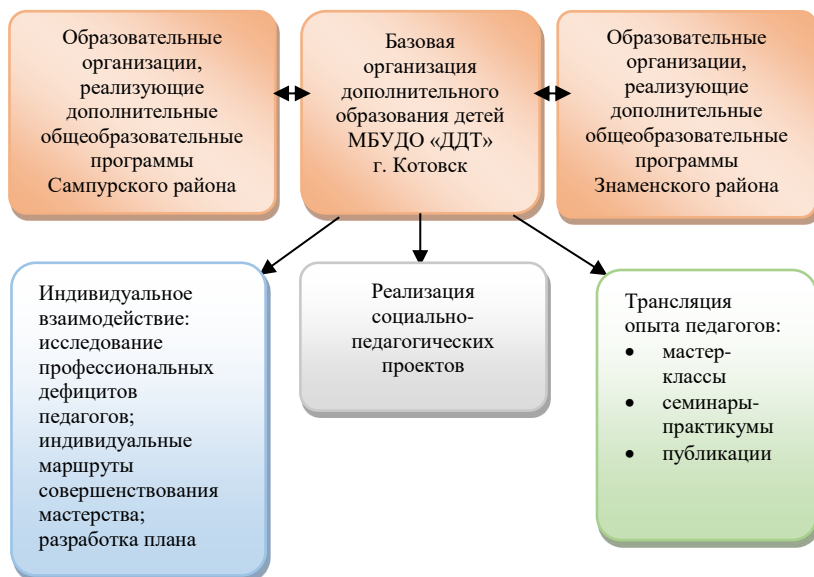 Образовательные
организации,
реализующие
дополнительные
общеобразовательные
программы
Сампурского района
Базовая
организация
дополнительного
образования детей
МБУДО «ДДТ»
г. Котовск
Образовательные
организации,
реализующие
дополнительные
общеобразовательные
программы
Знаменского района
Индивидуальное
взаимодействие:
исследование
профессиональных
дефицитов
педагогов;
индивидуальные
маршруты
совершенствования
мастерства;
разработка плана
Реализация
социально-
педагогических
проектов
Трансляция
опыта педагогов:
• мастер-
классы
• семинары-
практикумы
• публикации